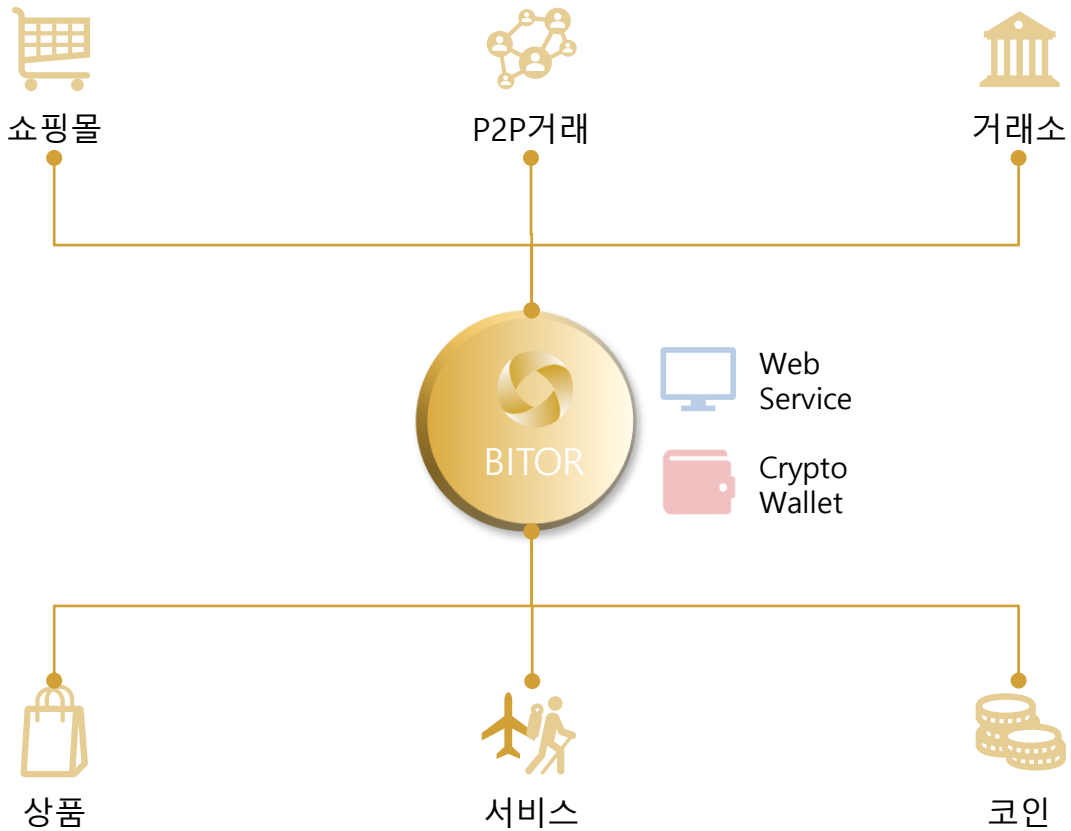 쇼핑몰
P2P거래
거래소
BITOR
Web
Service
Crypto
Wallet
상품
서비스
코인